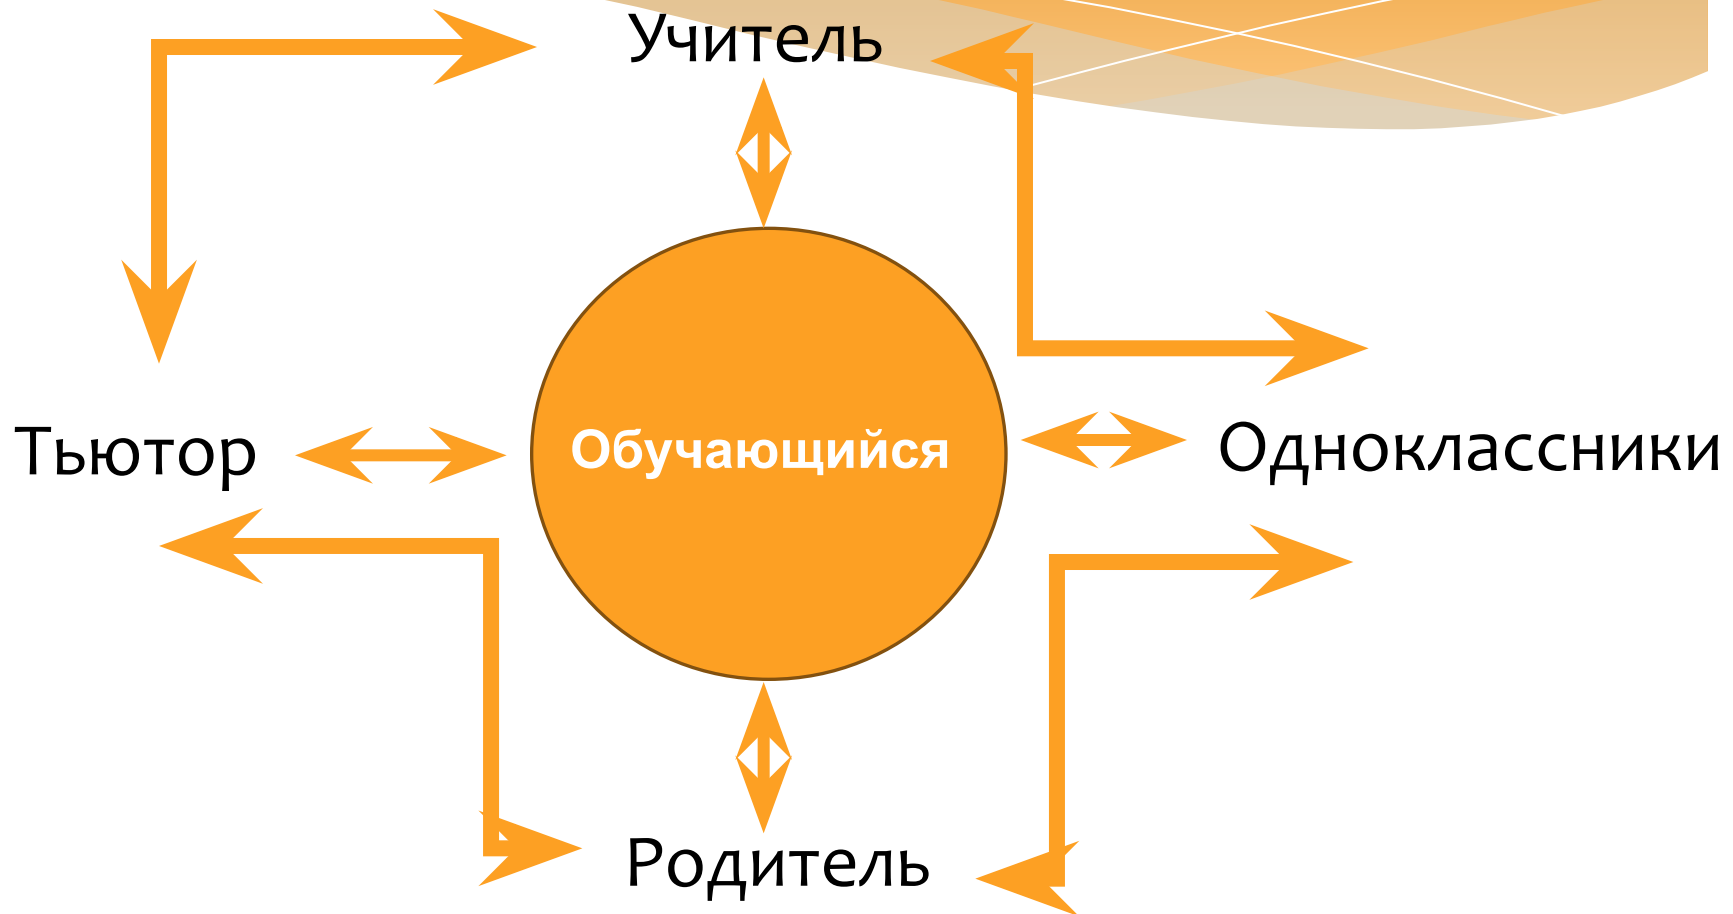 Учитель
Тьютор
Обучающийся
Одноклассники
Родитель